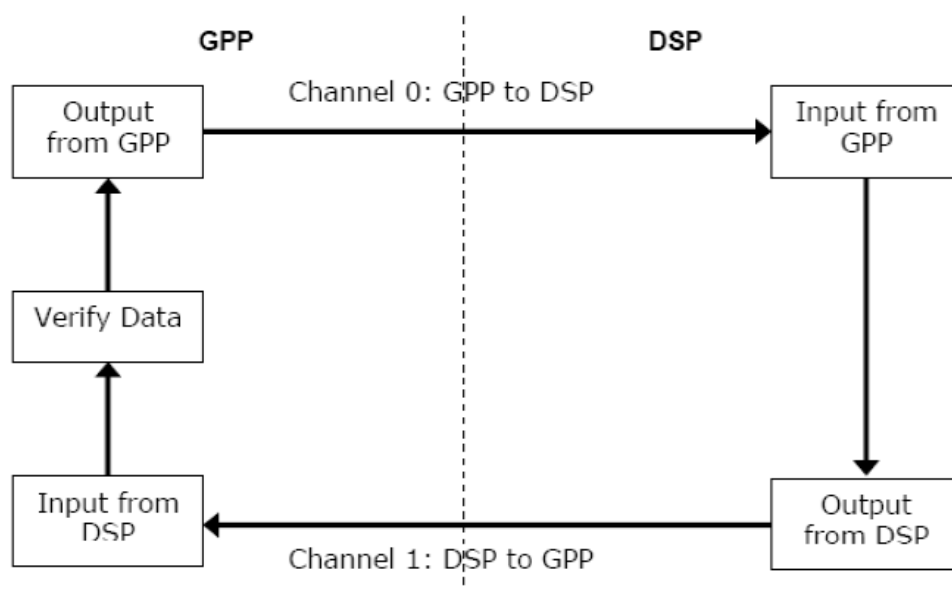 GPP
DSP
Channel 0: GPP to DSP
Output
from GPP
Input from
GPP
Verify Data
Input from
DSP
Output
from DSP
Channel 1: DSP to GPP